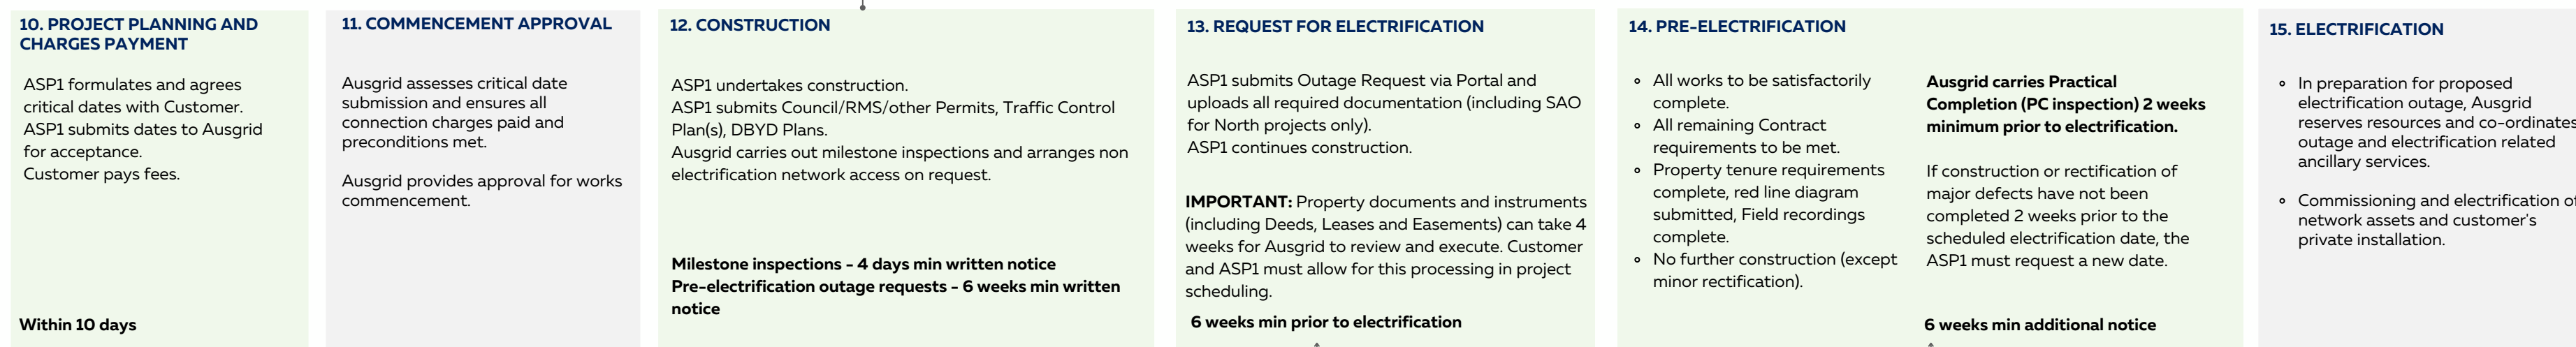 10. PROJECT PLANNING AND
CHARGES PAYMENT
ASP1 formulates and agrees
critical dates with Customer.
ASP1 submits dates to Ausgrid
for acceptance.
Customer pays fees.
Within 10 days
11. COMMENCEMENT APPROVAL
Ausgrid assesses critical date
submission and ensures all
connection charges paid and
preconditions met.
Ausgrid provides approval for works
commencement.
12. CONSTRUCTION
ASP1 undertakes construction.
ASP1 submits Council/RMS/other Permits, Traffic Control
Plan(s), DBYD Plans.
Ausgrid carries out milestone inspections and arranges non
electrification network access on request.
Milestone inspections - 4 days min written notice
Pre-electrification outage requests - 6 weeks min written
notice
13. REQUEST FOR ELECTRIFICATION
ASP1 submits Outage Request via Portal and
uploads all required documentation (including SAO
for North projects only).
ASP1 continues construction.
IMPORTANT: Property documents and instruments
(including Deeds, Leases and Easements) can take 4
weeks for Ausgrid to review and execute. Customer
and ASP1 must allow for this processing in project
scheduling.
6 weeks min prior to electrification
14. PRE-ELECTRIFICATION
All works to be satisfactorily
complete.
All remaining Contract
requirements to be met.
Property tenure requirements
complete, red line diagram
submitted, Field recordings
complete.
No further construction (except
minor rectification).
Ausgrid carries Practical
Completion (PC inspection) 2 weeks
minimum prior to electrification.
If construction or rectification of
major defects have not been
completed 2 weeks prior to the
scheduled electrification date, the
ASP1 must request a new date.
6 weeks min additional notice
15. ELECTRIFICATION
In preparation for proposed
electrification outage, Ausgrid
reserves resources and co-ordinates
outage and electrification related
ancillary services.
Commissioning and electrification of
network assets and customer's
private installation.